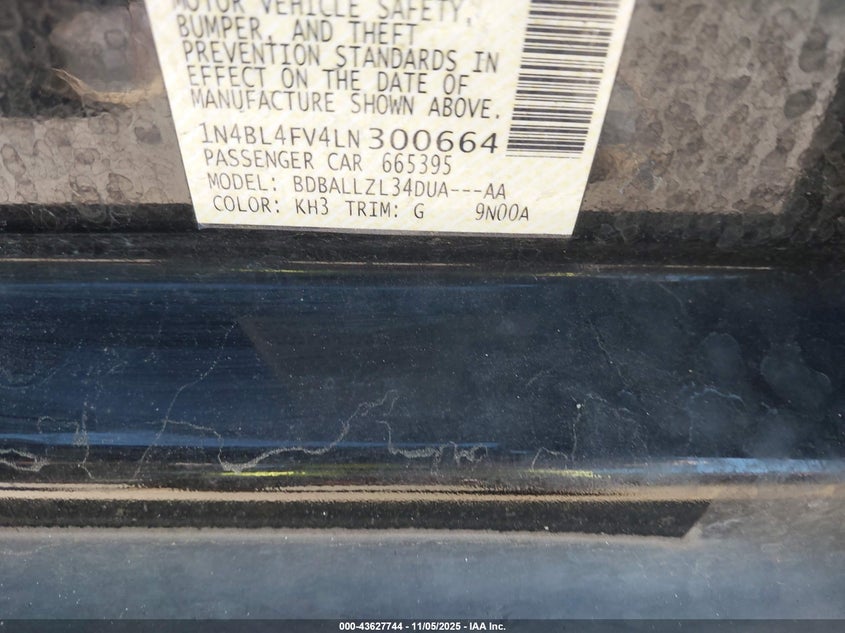 MOTOR VEHICLE SAFETY,
BUMPER, AND THEFT
PREVENTION STANDARDS IN
EFFECT ON THE DATE OF
MANUFACTURE SHOWN ABOVE.
1N4BL4FV4LN300664
PASSENGER CAR 665395
MODEL: BDBALLZL34DUA---AA
COLOR: KH3 TRIM: G 9N00A
000-43627744 - 11/05/2025 - IAA Inc.